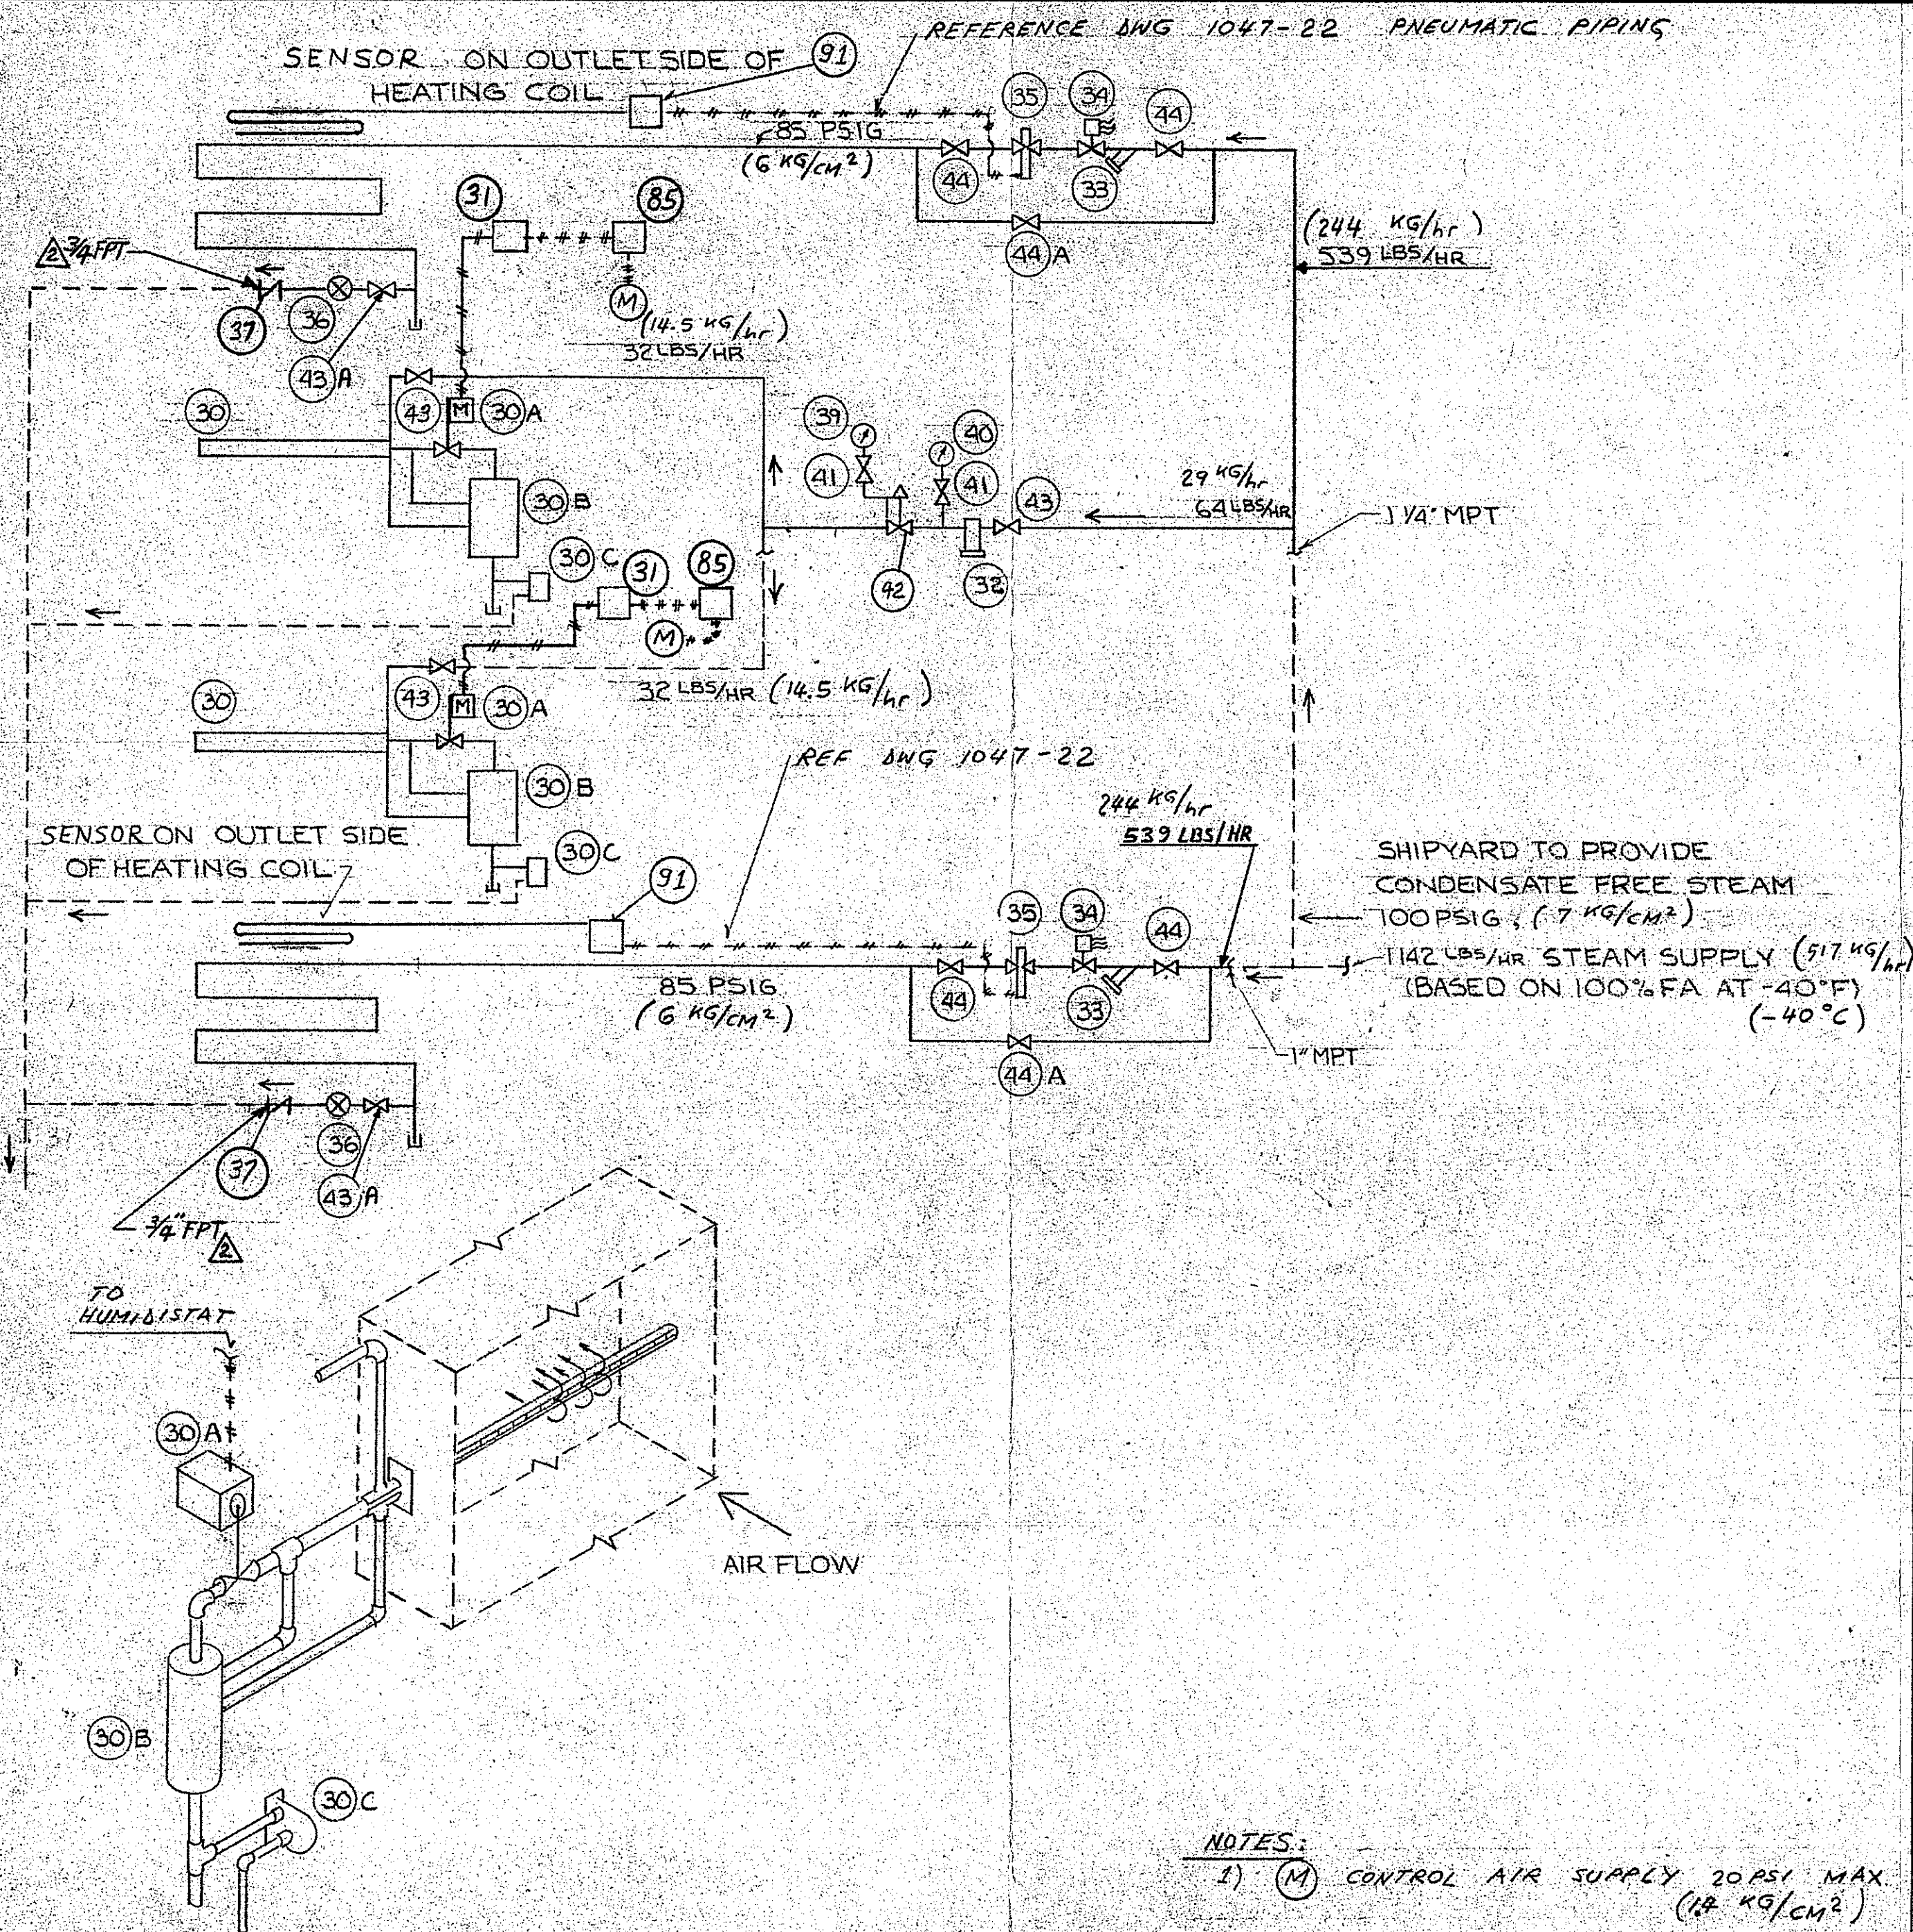 REFERENCE DWG 1047-22 PNEUMATIC PIPING
SENSOR ON OUTLET SIDE OF
HEATING COIL
91
35
34
44
85 PSIG
(6 KG/CM²)
44
33
44 A
(244 KG/hr)
539 LBS/HR
31
85
2 3/4 FPT
37
36
43 A
M
(14.5 KG/hr)
32 LBS/HR
30
43
M
30 A
39
40
41
41
43
29 KG/hr
64 LBS/HR
1 1/4" MPT
30 B
30 C
31
85
42
32
M
32 LBS/HR (14.5 KG/hr)
30
43
M
30 A
REF DWG 1047-22
30 B
244 KG/hr
539 LBS/HR
SENSOR ON OUTLET SIDE
OF HEATING COIL
30 C
91
SHIPYARD TO PROVIDE
CONDENSATE FREE STEAM
100 PSIG, (7 KG/CM²)
1142 LBS/HR STEAM SUPPLY (517 KG/hr)
(BASED ON 100% FA AT -40°F)
(-40°C)
35
34
44
85 PSIG
(6 KG/CM²)
44
33
44 A
1" MPT
37
36
43 A
3/4" FPT
2
TO
HUMIDISTAT
30 A
AIR FLOW
30 B
30 C
NOTES:
1) M CONTROL AIR SUPPLY 20 PSI MAX
(1.4 KG/CM²)